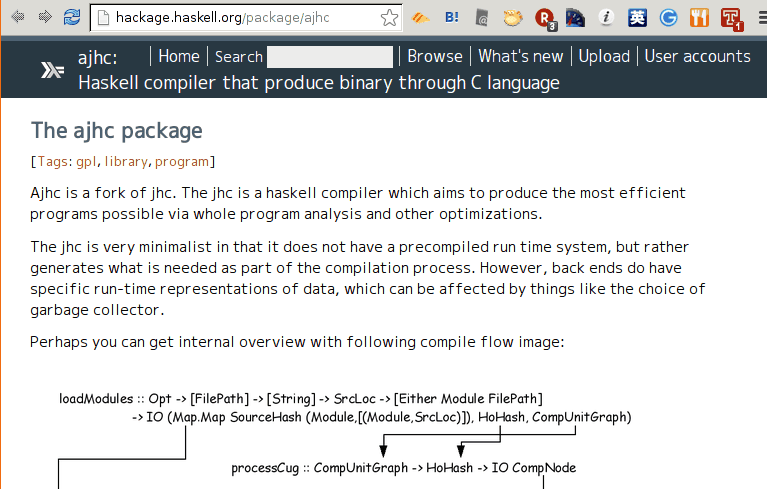 hackage.haskell.org/package/ajhc
B!
R
3
i
英
1
ajhc:
Home
Search
Browse
What's new
Upload
User accounts
Haskell compiler that produce binary through C language
The ajhc package
[Tags: gpl, library, program]
Ajhc is a fork of jhc. The jhc is a haskell compiler which aims to produce the most efficient
programs possible via whole program analysis and other optimizations.
The jhc is very minimalist in that it does not have a precompiled run time system, but rather
generates what is needed as part of the compilation process. However, back ends do have
specific run-time representations of data, which can be affected by things like the choice of
garbage collector.
Perhaps you can get internal overview with following compile flow image:
loadModules :: Opt -> [FilePath] -> [String] -> SrcLoc -> [Either Module FilePath]
-> IO (Map.Map SourceHash (Module,[(Module,SrcLoc)]), HoHash, CompUnitGraph)
processCug :: CompUnitGraph -> HoHash -> IO CompNode